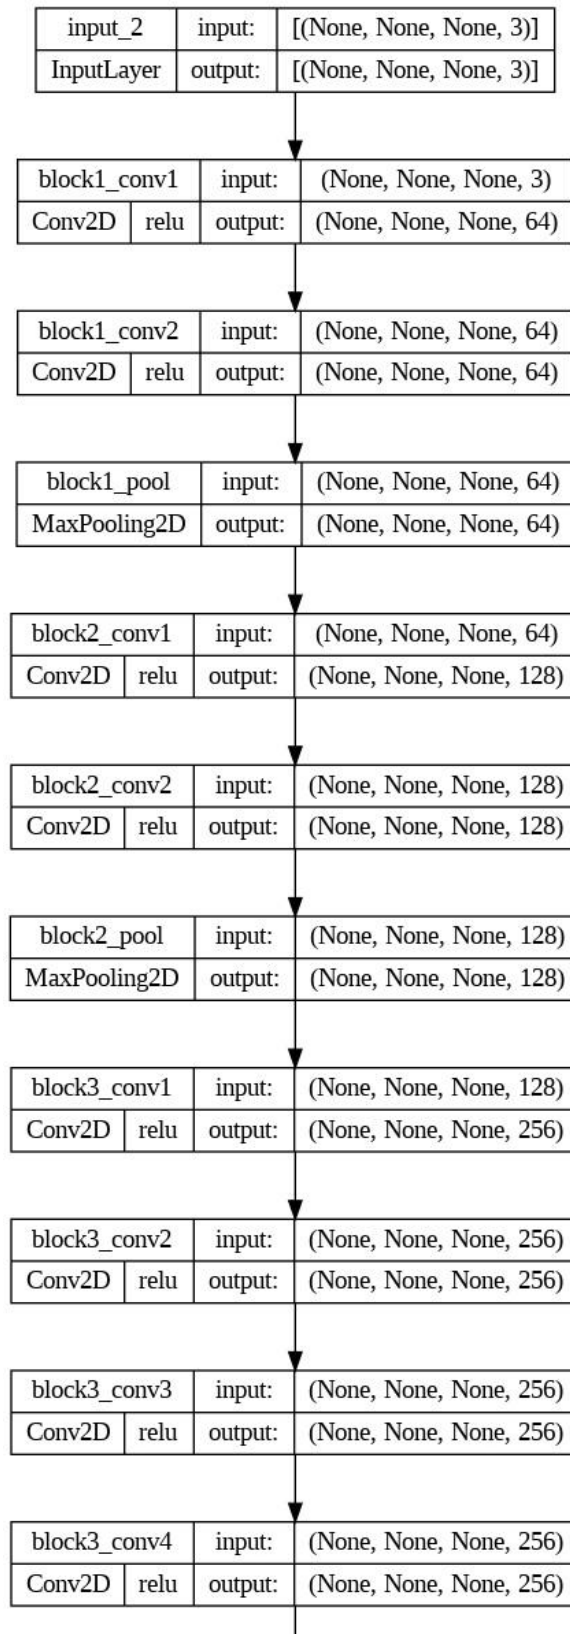 input_2 input: [(None, None, None, 3)]
InputLayer output: [(None, None, None, 3)]
block1_conv1 input: (None, None, None, 3)
Conv2D relu output: (None, None, None, 64)
block1_conv2 input: (None, None, None, 64)
Conv2D relu output: (None, None, None, 64)
block1_pool input: (None, None, None, 64)
MaxPooling2D output: (None, None, None, 64)
block2_conv1 input: (None, None, None, 64)
Conv2D relu output: (None, None, None, 128)
block2_conv2 input: (None, None, None, 128)
Conv2D relu output: (None, None, None, 128)
block2_pool input: (None, None, None, 128)
MaxPooling2D output: (None, None, None, 128)
block3_conv1 input: (None, None, None, 128)
Conv2D relu output: (None, None, None, 256)
block3_conv2 input: (None, None, None, 256)
Conv2D relu output: (None, None, None, 256)
block3_conv3 input: (None, None, None, 256)
Conv2D relu output: (None, None, None, 256)
block3_conv4 input: (None, None, None, 256)
Conv2D relu output: (None, None, None, 256)